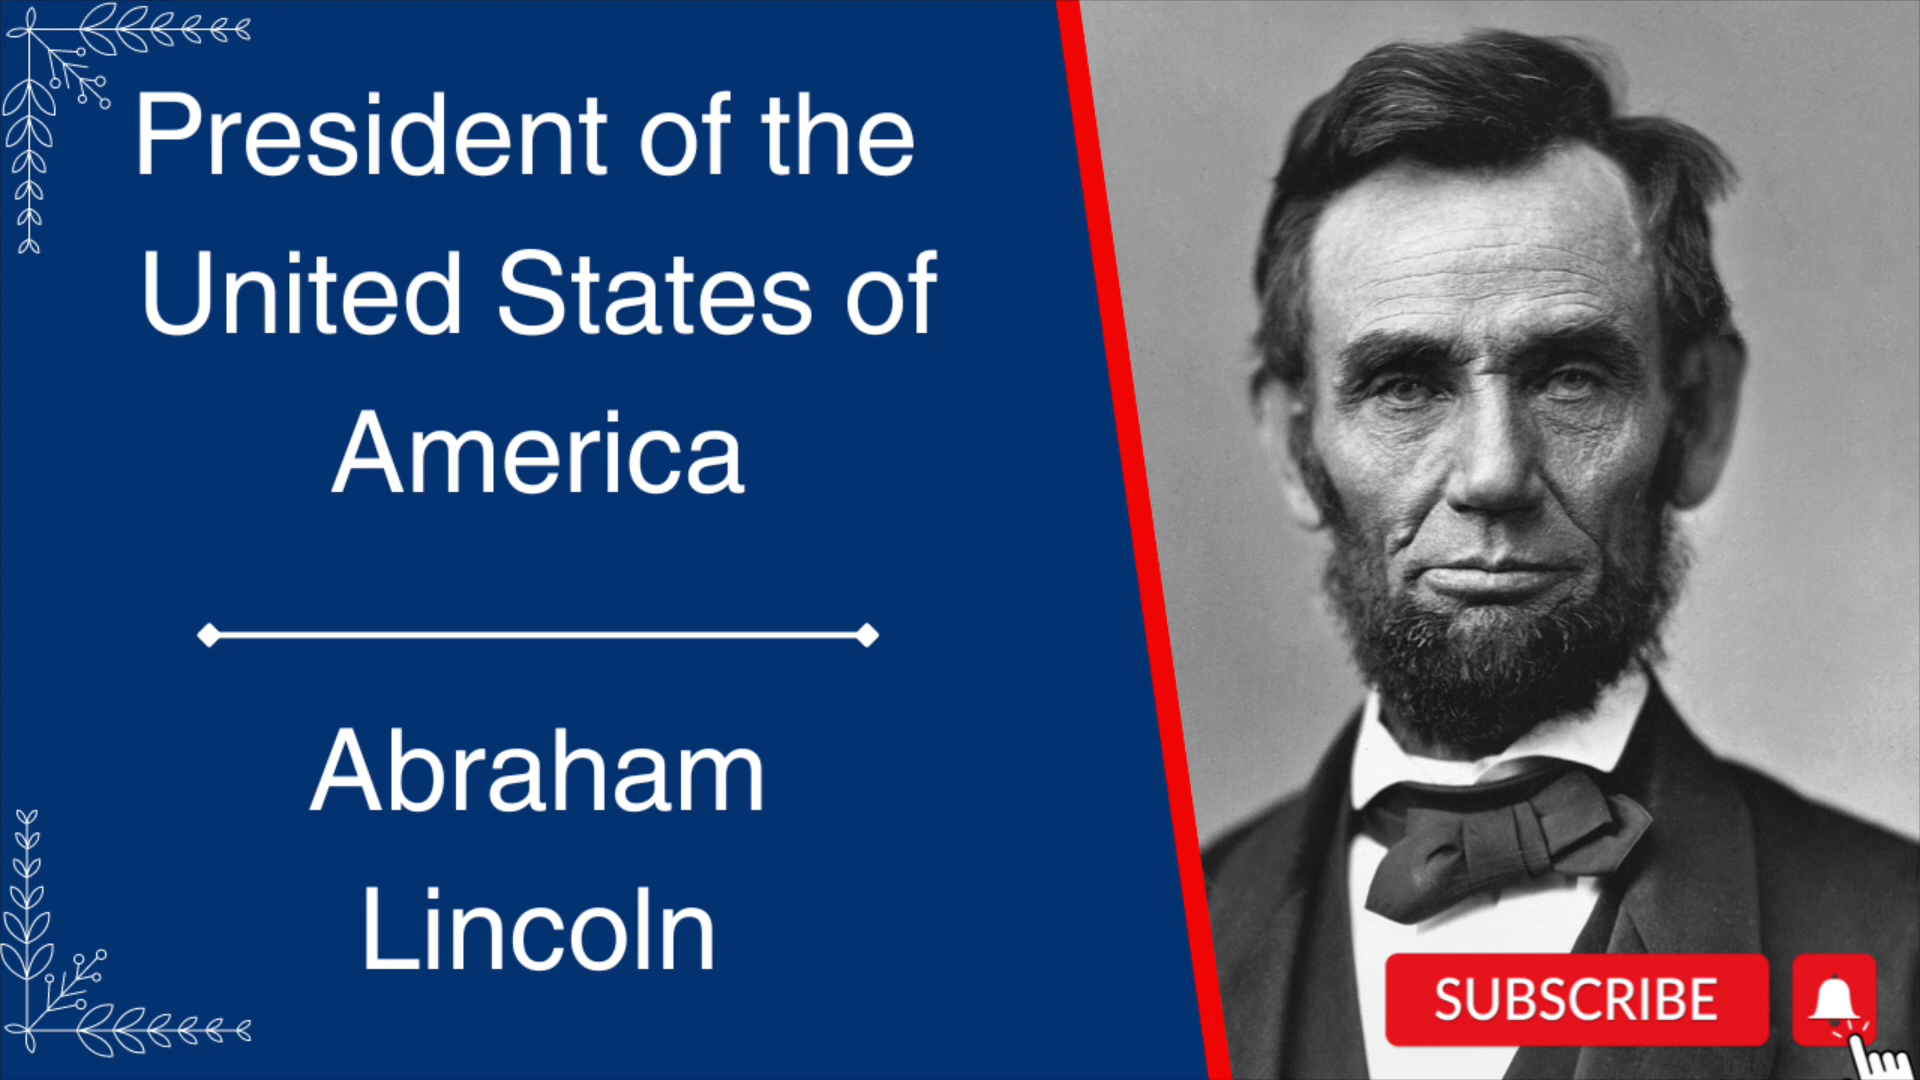 President of the
United States of
America
Abraham
Lincoln
SUBSCRIBE